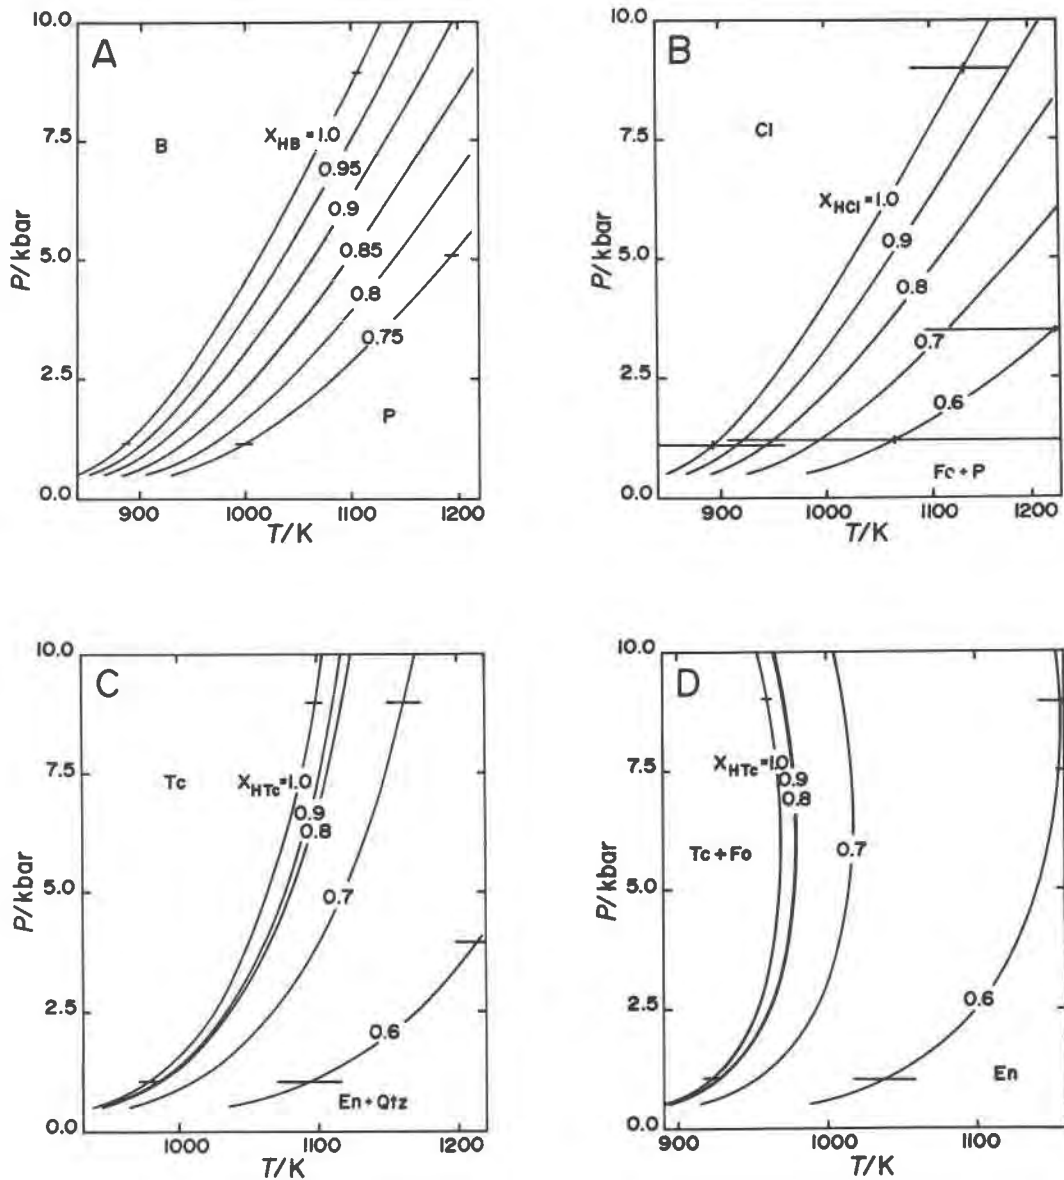 A
10.0
7.5
5.0
2.5
0.0
P/kbar
B
X_HB = 1.0
0.95
0.9
0.85
0.8
0.75
P
900
1000
1100
1200
T/K
B
10.0
7.5
5.0
2.5
0.0
P/kbar
Cl
X_HCl = 1.0
0.9
0.8
0.7
0.6
Fo + P
900
1000
1100
1200
T/K
C
10.0
7.5
5.0
2.5
0.0
P/kbar
Tc
X_HTc = 1.0
0.9
0.8
0.7
0.6
En + Qtz
1000
1100
1200
T/K
D
10.0
7.5
5.0
2.5
0.0
P/kbar
X_HTc = 1.0
0.9
0.8
Tc + Fo
0.7
0.6
En
900
1000
1100
T/K